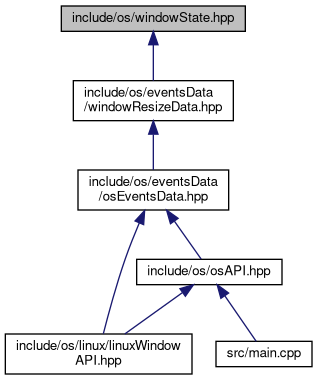 include/os/windowState.hpp
include/os/eventsData
/windowResizeData.hpp
include/os/eventsData
/osEventsData.hpp
include/os/osAPI.hpp
include/os/linux/linuxWindow
API.hpp
src/main.cpp